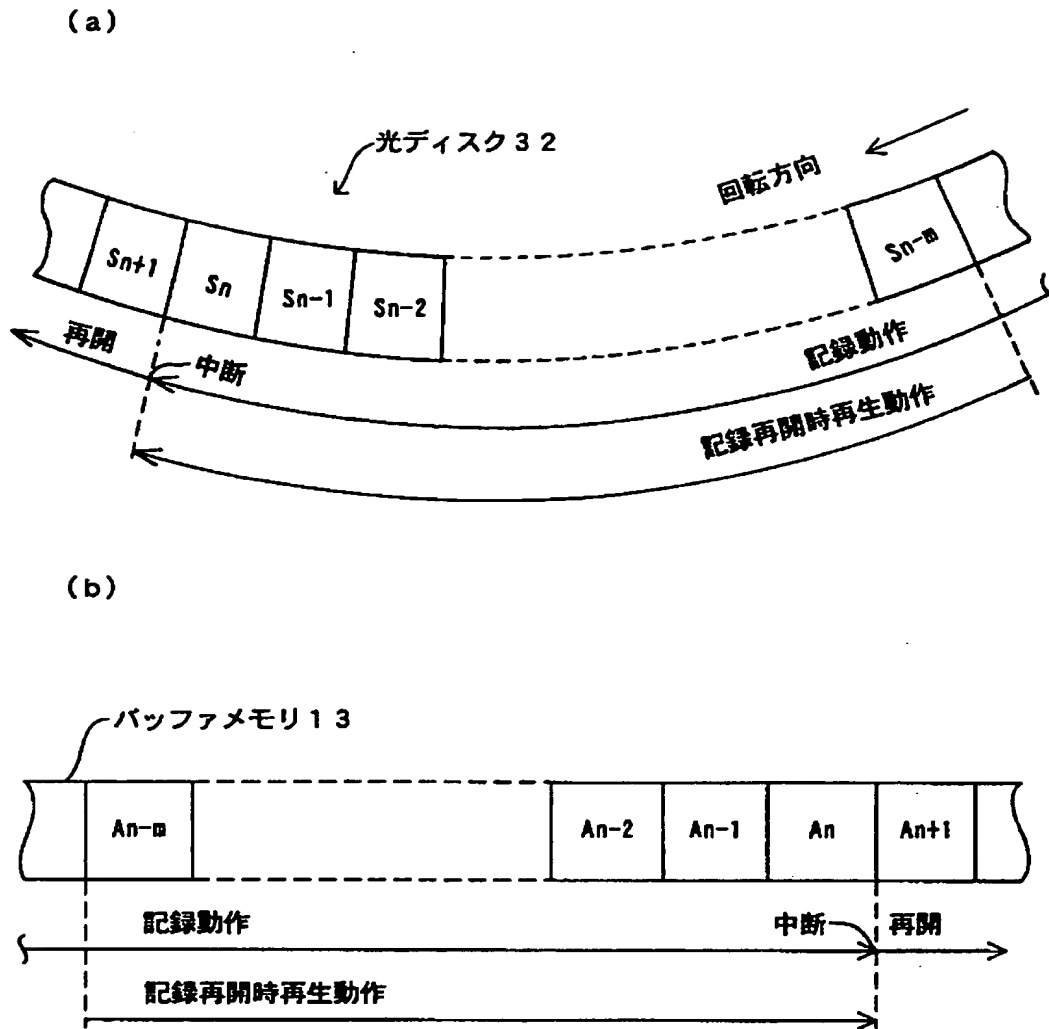 (a)
光ディスク32
回転方向
Sn+1 Sn Sn-1 Sn-2 Sn-m
再開
中断
記録動作
記録再開時再生動作
(b)
バッファメモリ13
An-m An-2 An-1 An An+1
記録動作 中断 再開
記録再開時再生動作